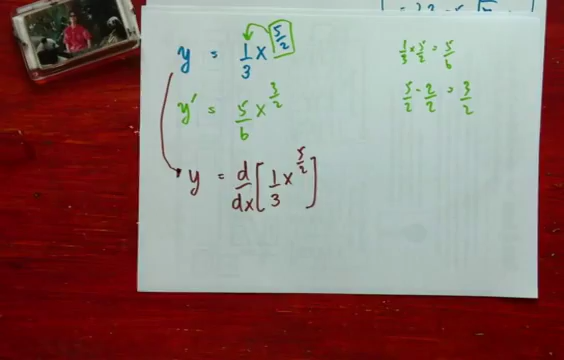 y = 1/3 x^(5/2)
y' = 5/6 x^(3/2)
y = d/dx [1/3 x^(5/2)]
1/3 × 5/2 = 5/6
5/2 - 2/2 = 3/2